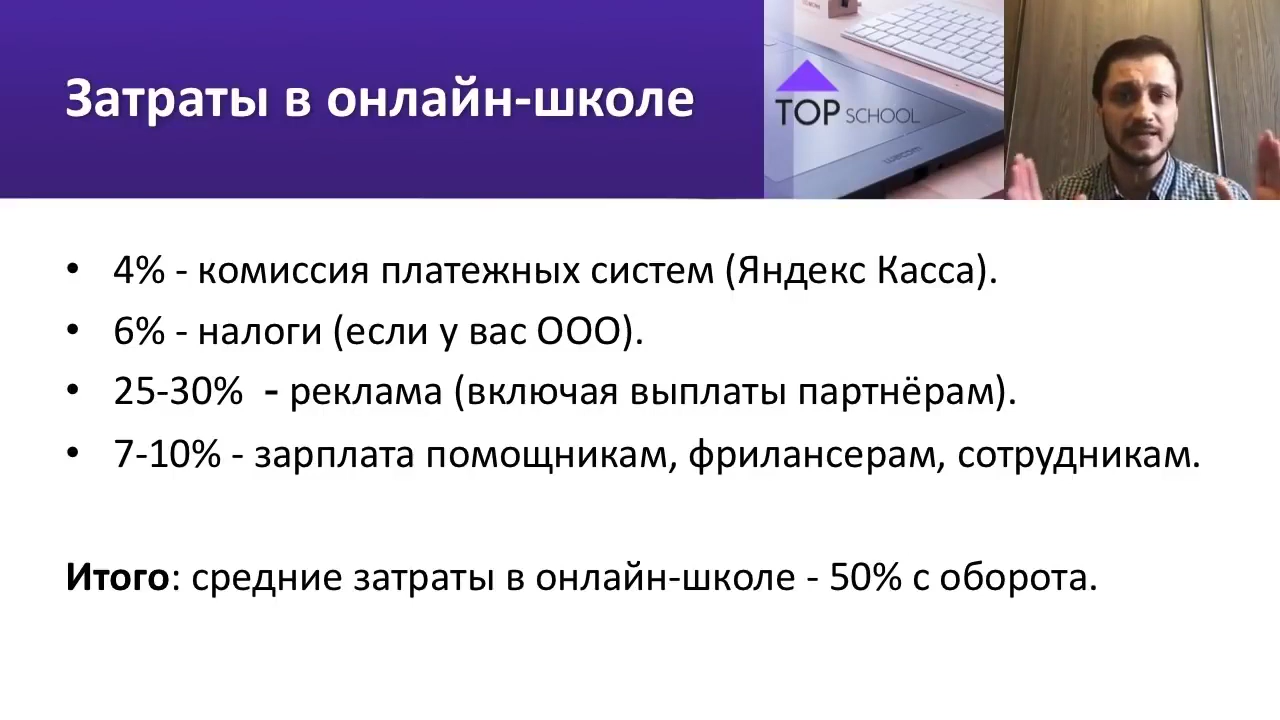 Затраты в онлайн-школе
TOP SCHOOL
wacom
• 4% - комиссия платежных систем (Яндекс Касса).
• 6% - налоги (если у вас ООО).
• 25-30% - реклама (включая выплаты партнёрам).
• 7-10% - зарплата помощникам, фрилансерам, сотрудникам.
Итого: средние затраты в онлайн-школе - 50% с оборота.